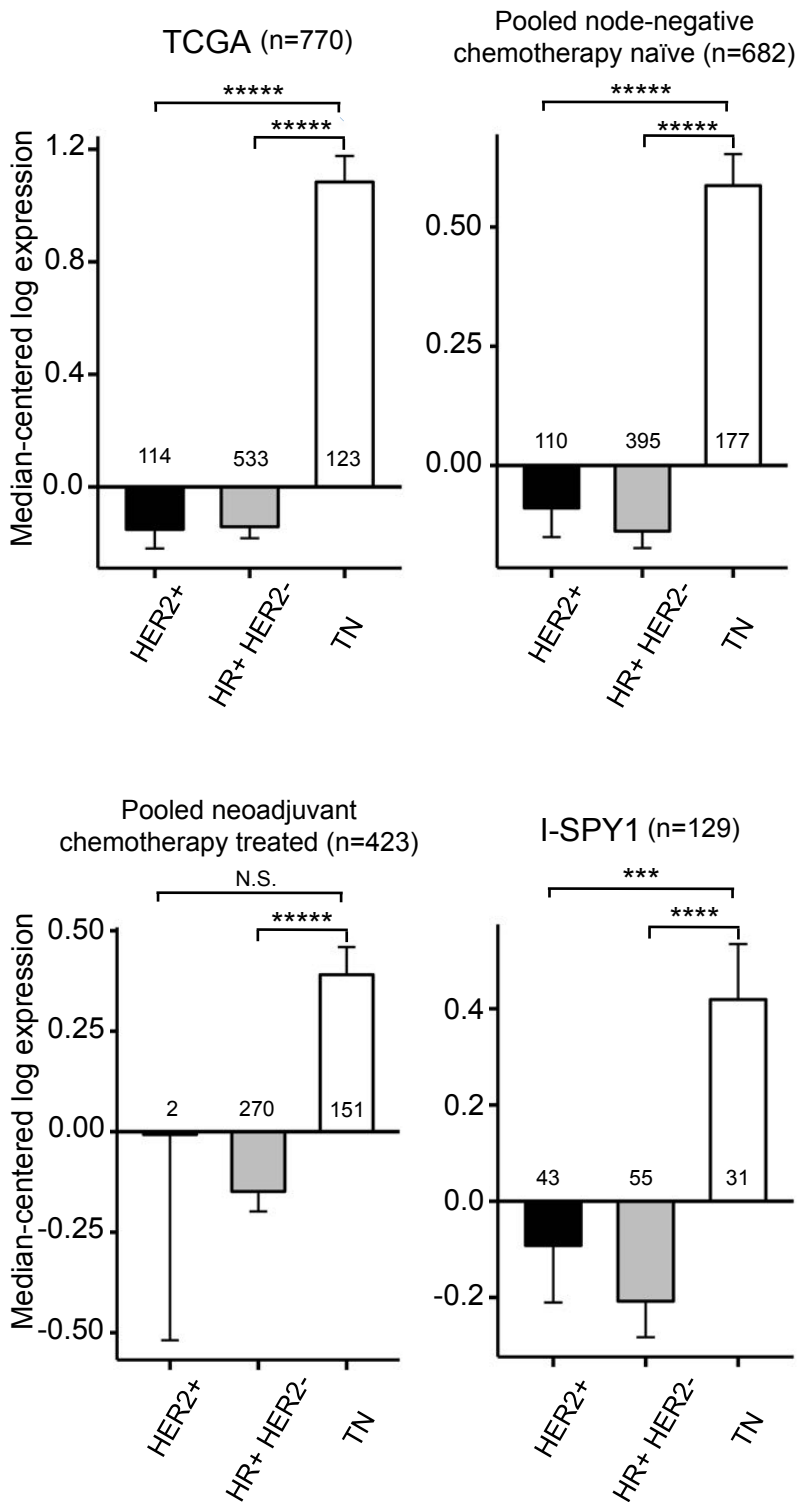 TCGA (n=770)
*****
*****
Median-centered log expression
1.2
0.8
0.4
0.0
114
533
123
HER2+
HR+ HER2-
TN
Pooled node-negative
chemotherapy naïve (n=682)
*****
*****
0.50
0.25
0.00
110
395
177
HER2+
HR+ HER2-
TN
Pooled neoadjuvant
chemotherapy treated (n=423)
N.S.
*****
Median-centered log expression
0.50
0.25
0.00
-0.25
-0.50
2
270
151
HER2+
HR+ HER2-
TN
I-SPY1 (n=129)
***
****
0.4
0.2
0.0
-0.2
43
55
31
HER2+
HR+ HER2-
TN